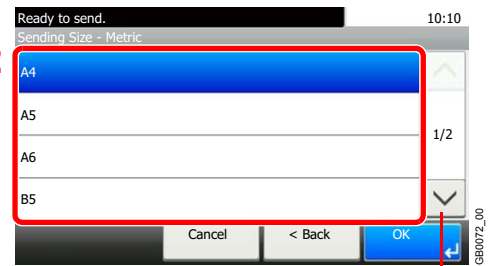 Ready to send. 10:10
Sending Size - Metric
A4
A5
1/2
A6
B5
Cancel < Back OK
GB0072_00